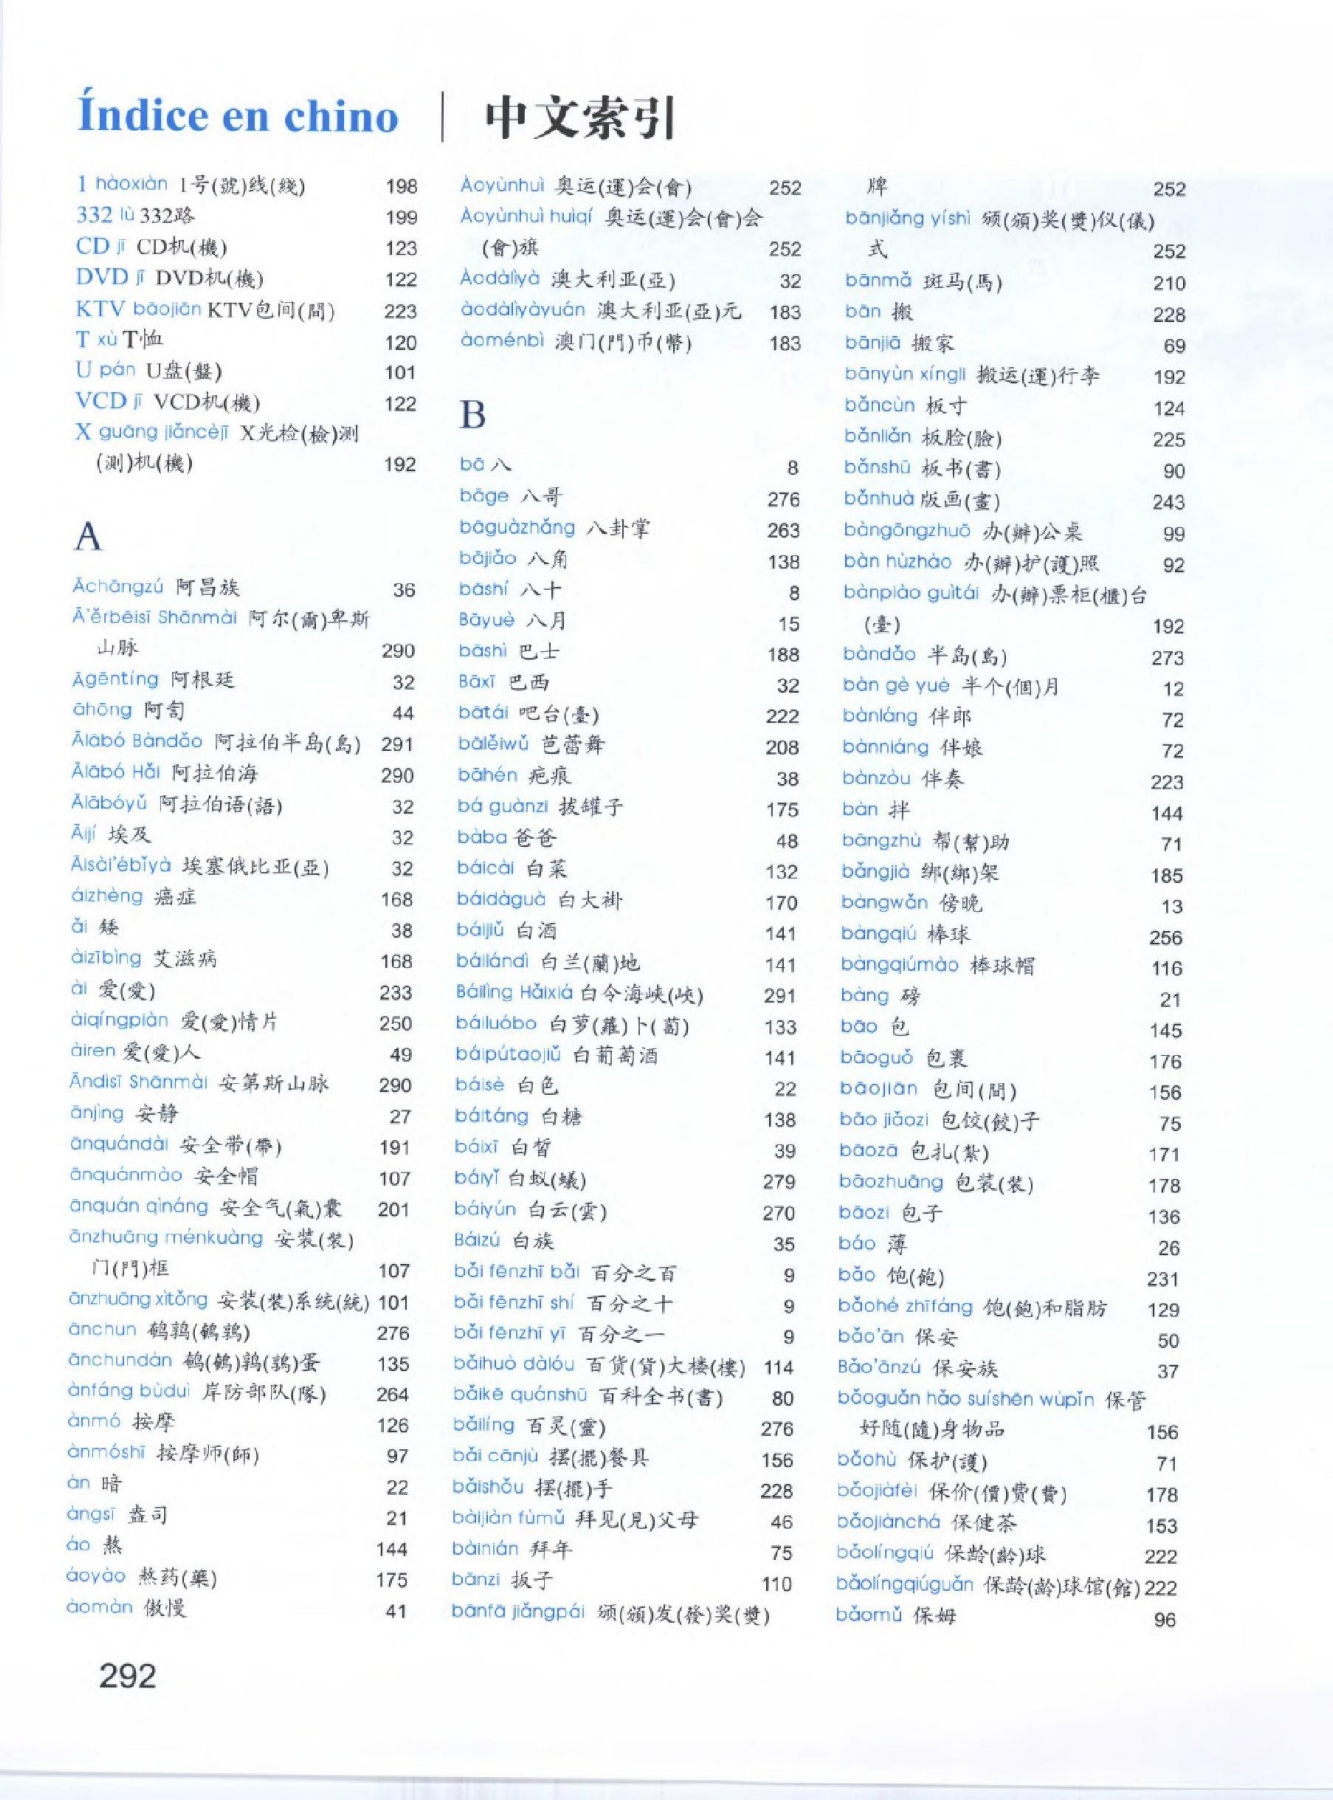 Índice en chino | 中文索引
1 hàoxiàn 1号(號)线(綫) 198
332 lù 332路 199
CD jī CD机(機) 123
DVD jī DVD机(機) 122
KTV bāojiān KTV包间(間) 223
T xù T恤 120
U pán U盘(盤) 101
VCD jī VCD机(機) 122
X guāng jiǎncèjī X光检(檢)测
(測)机(機) 192
A
Āchāngzú 阿昌族 36
Ā'ěrbēisī Shānmài 阿尔(爾)卑斯
山脉 290
Āgēntíng 阿根廷 32
āhōng 阿訇 44
Ālābó Bàndǎo 阿拉伯半岛(島) 291
Ālābó Hǎi 阿拉伯海 290
Ālābóyǔ 阿拉伯语(語) 32
Āijí 埃及 32
Āisài'ébǐyà 埃塞俄比亚(亞) 32
áizhèng 癌症 168
ǎi 矮 38
àizībìng 艾滋病 168
ài 爱(愛) 233
àiqíngpiàn 爱(愛)情片 250
àiren 爱(愛)人 49
Āndìsī Shānmài 安第斯山脉 290
ānjìng 安静 27
ānquándài 安全带(帶) 191
ānquánmào 安全帽 107
ānquán qìnáng 安全气(氣)囊 201
ānzhuāng ménkuàng 安装(裝)
门(門)框 107
ānzhuāng xìtǒng 安装(裝)系统(統) 101
ānchun 鹌鹑(鵪鶉) 276
ānchundàn 鹌(鵪)鹑(鶉)蛋 135
ànfáng bùduì 岸防部队(隊) 264
ànmó 按摩 126
ànmóshī 按摩师(師) 97
àn 暗 22
àngsī 盎司 21
áo 熬 144
áoyào 熬药(藥) 175
àomàn 傲慢 41
Àoyùnhuì 奥运(運)会(會) 252
Àoyùnhuì huìqí 奥运(運)会(會)会
(會)旗 252
Àodàlìyà 澳大利亚(亞) 32
àodàlìyàyuán 澳大利亚(亞)元 183
àoménbì 澳门(門)币(幣) 183
B
bā 八 8
bāge 八哥 276
bāguàzhǎng 八卦掌 263
bājiǎo 八角 138
bāshí 八十 8
Bāyuè 八月 15
bāshì 巴士 188
Bāxī 巴西 32
bātái 吧台(臺) 222
bālěiwǔ 芭蕾舞 208
bāhén 疤痕 38
bá guànzi 拔罐子 175
bàba 爸爸 48
báicài 白菜 132
báidàguà 白大褂 170
báijiǔ 白酒 141
báilándì 白兰(蘭)地 141
Báilìng Hǎixiá 白令海峡(峽) 291
báiluóbo 白萝(蘿)卜(蔔) 133
báipútaojiǔ 白葡萄酒 141
báisè 白色 22
báitáng 白糖 138
báixī 白皙 39
báiyǐ 白蚁(蟻) 279
báiyún 白云(雲) 270
Báizú 白族 35
bǎi fēnzhī bǎi 百分之百 9
bǎi fēnzhī shí 百分之十 9
bǎi fēnzhī yī 百分之一 9
bǎihuò dàlóu 百货(貨)大楼(樓) 114
bǎikē quánshū 百科全书(書) 80
bǎilíng 百灵(靈) 276
bǎi cānjù 摆(擺)餐具 156
bǎishǒu 摆(擺)手 228
bàijiàn fùmǔ 拜见(見)父母 46
bàinián 拜年 75
bānzi 扳子 110
bānfā jiǎngpái 颁(頒)发(發)奖(獎)
牌 252
bānjiǎng yíshì 颁(頒)奖(獎)仪(儀)
式 252
bānmǎ 斑马(馬) 210
bān 搬 228
bānjiā 搬家 69
bānyùn xíngli 搬运(運)行李 192
bǎncùn 板寸 124
bǎnliǎn 板脸(臉) 225
bǎnshū 板书(書) 90
bǎnhuà 版画(畫) 243
bàngōngzhuō 办(辦)公桌 99
bàn hùzhào 办(辦)护(護)照 92
bànpiào guìtái 办(辦)票柜(櫃)台
(臺) 192
bàndǎo 半岛(島) 273
bàn gè yuè 半个(個)月 12
bànláng 伴郎 72
bànniáng 伴娘 72
bànzòu 伴奏 223
bàn 拌 144
bāngzhù 帮(幫)助 71
bǎngjià 绑(綁)架 185
bàngwǎn 傍晚 13
bàngqiú 棒球 256
bàngqiúmào 棒球帽 116
bàng 磅 21
bāo 包 145
bāoguǒ 包裹 176
bāojiān 包间(間) 156
bāo jiǎozi 包饺(餃)子 75
bāozā 包扎(紮) 171
bāozhuāng 包装(裝) 178
bāozi 包子 136
báo 薄 26
bǎo 饱(飽) 231
bǎohé zhīfáng 饱(飽)和脂肪 129
bǎo'ān 保安 50
Bǎo'ānzú 保安族 37
bǎoguǎn hǎo suíshēn wùpǐn 保管
好随(隨)身物品 156
bǎohù 保护(護) 71
bǎojiàfèi 保价(價)费(費) 178
bǎojiànchá 保健茶 153
bǎolíngqiú 保龄(齡)球 222
bǎolíngqiúguǎn 保龄(齡)球馆(館) 222
bǎomǔ 保姆 96
292